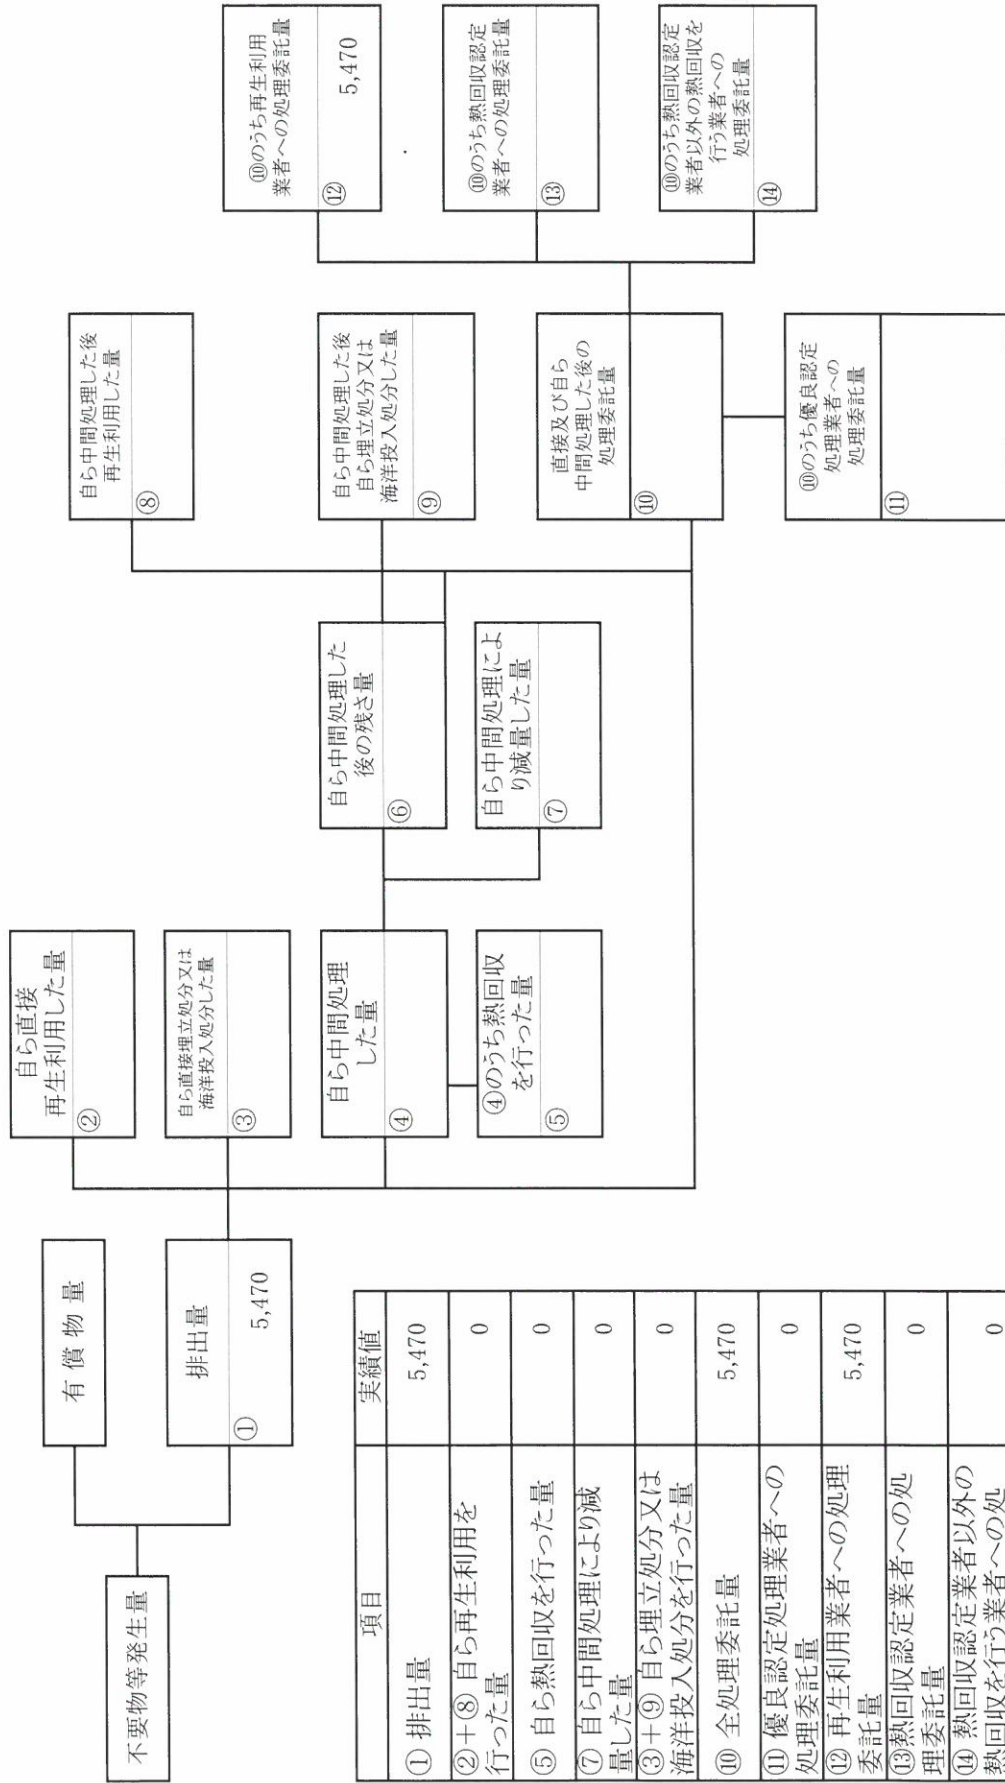 不要物等発生量
有償物量
排出量
①
5,470
自ら直接
再生利用した量
②
自ら直接埋立処分又は
海洋投入処分した量
③
自ら中間処理
した量
④
④のうち熱回収
を行った量
⑤
自ら中間処理した
後の残さ量
⑥
自ら中間処理によ
り減量した量
⑦
自ら中間処理した後
再生利用した量
⑧
自ら中間処理した後
自ら埋立処分又は
海洋投入処分した量
⑨
直接及び自ら
中間処理した後の
処理委託量
⑩
⑩のうち優良認定
処理業者への
処理委託量
⑪
⑩のうち再生利用
業者への処理委託量
⑫
5,470
⑩のうち熱回収認定
業者への処理委託量
⑬
⑩のうち熱回収認定
業者以外の熱回収を
行う業者への
処理委託量
⑭
項目 実績値
①排出量 5,470
②+⑧自ら再生利用を
行った量 0
⑤自ら熱回収を行った量 0
⑦自ら中間処理により減
量した量 0
③+⑨自ら埋立処分又は
海洋投入処分を行った量 0
⑩全処理委託量 5,470
⑪優良認定処理業者への
処理委託量 0
⑫再生利用業者への処理
委託量 5,470
⑬熱回収認定業者への処
理委託量 0
⑭熱回収認定業者以外の
熱回収を行う業者への処 0